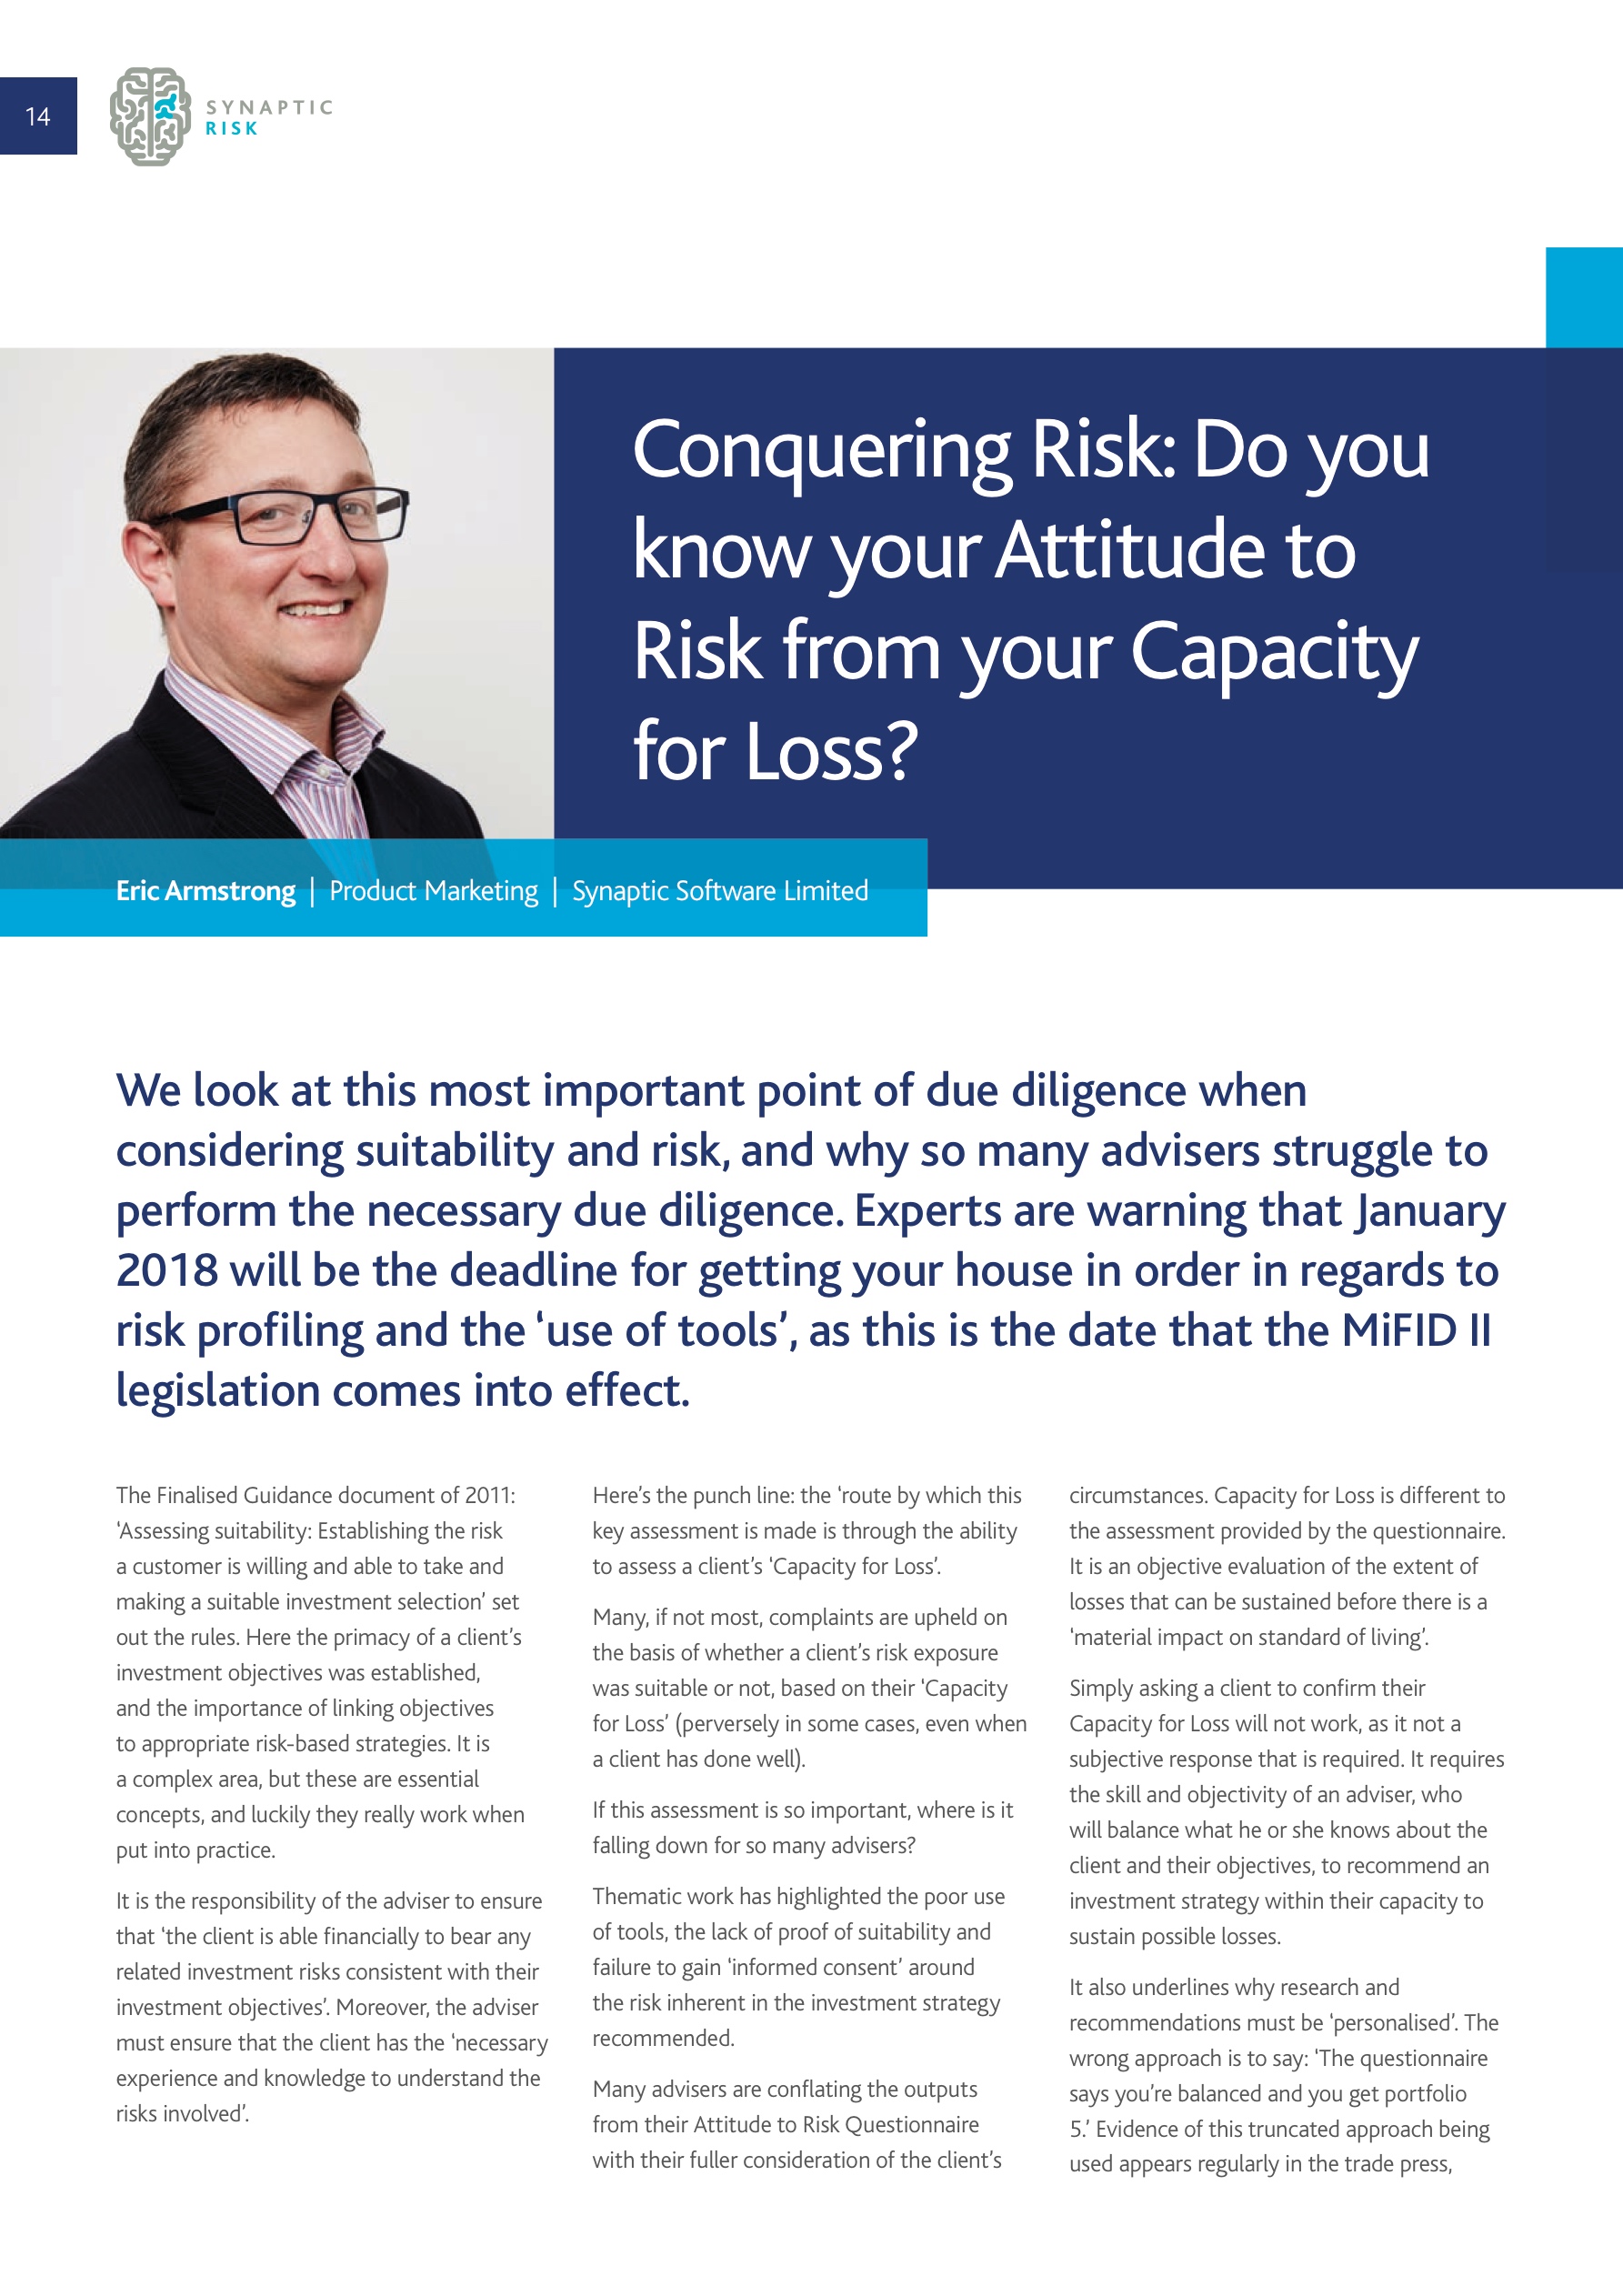 14
SYNAPTIC
RISK
Conquering Risk: Do you
know your Attitude to
Risk from your Capacity
for Loss?
Eric Armstrong | Product Marketing | Synaptic Software Limited
We look at this most important point of due diligence when
considering suitability and risk, and why so many advisers struggle to
perform the necessary due diligence. Experts are warning that January
2018 will be the deadline for getting your house in order in regards to
risk profiling and the ‘use of tools’, as this is the date that the MiFID II
legislation comes into effect.
The Finalised Guidance document of 2011:
‘Assessing suitability: Establishing the risk
a customer is willing and able to take and
making a suitable investment selection’ set
out the rules. Here the primacy of a client’s
investment objectives was established,
and the importance of linking objectives
to appropriate risk-based strategies. It is
a complex area, but these are essential
concepts, and luckily they really work when
put into practice.
It is the responsibility of the adviser to ensure
that ‘the client is able financially to bear any
related investment risks consistent with their
investment objectives’. Moreover, the adviser
must ensure that the client has the ‘necessary
experience and knowledge to understand the
risks involved’.
Here’s the punch line: the ‘route by which this
key assessment is made is through the ability
to assess a client’s ‘Capacity for Loss’.
Many, if not most, complaints are upheld on
the basis of whether a client’s risk exposure
was suitable or not, based on their ‘Capacity
for Loss’ (perversely in some cases, even when
a client has done well).
If this assessment is so important, where is it
falling down for so many advisers?
Thematic work has highlighted the poor use
of tools, the lack of proof of suitability and
failure to gain ‘informed consent’ around
the risk inherent in the investment strategy
recommended.
Many advisers are conflating the outputs
from their Attitude to Risk Questionnaire
with their fuller consideration of the client’s
circumstances. Capacity for Loss is different to
the assessment provided by the questionnaire.
It is an objective evaluation of the extent of
losses that can be sustained before there is a
‘material impact on standard of living’.
Simply asking a client to confirm their
Capacity for Loss will not work, as it not a
subjective response that is required. It requires
the skill and objectivity of an adviser, who
will balance what he or she knows about the
client and their objectives, to recommend an
investment strategy within their capacity to
sustain possible losses.
It also underlines why research and
recommendations must be ‘personalised’. The
wrong approach is to say: ‘The questionnaire
says you’re balanced and you get portfolio
5.’ Evidence of this truncated approach being
used appears regularly in the trade press,